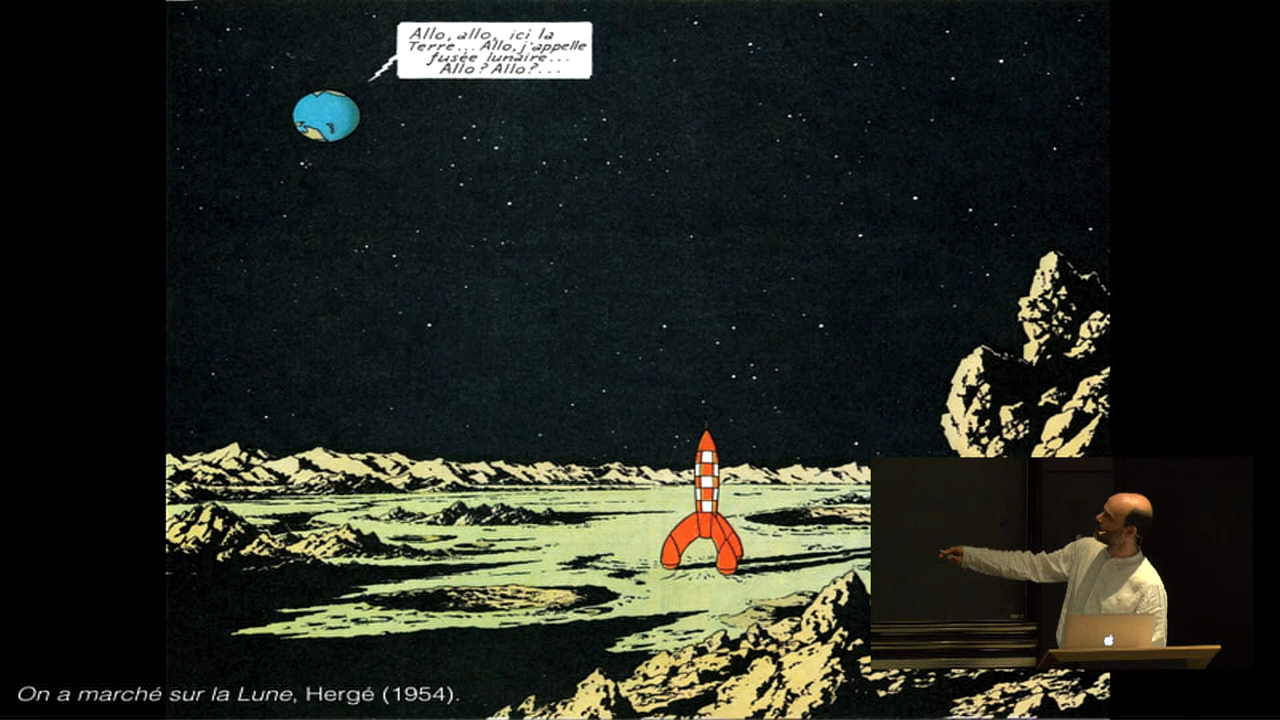 Allo, allo, ici la
Terre... Allo, j'appelle
fusée lunaire...
Allo? Allo?...
On a marché sur la Lune, Hergé (1954).